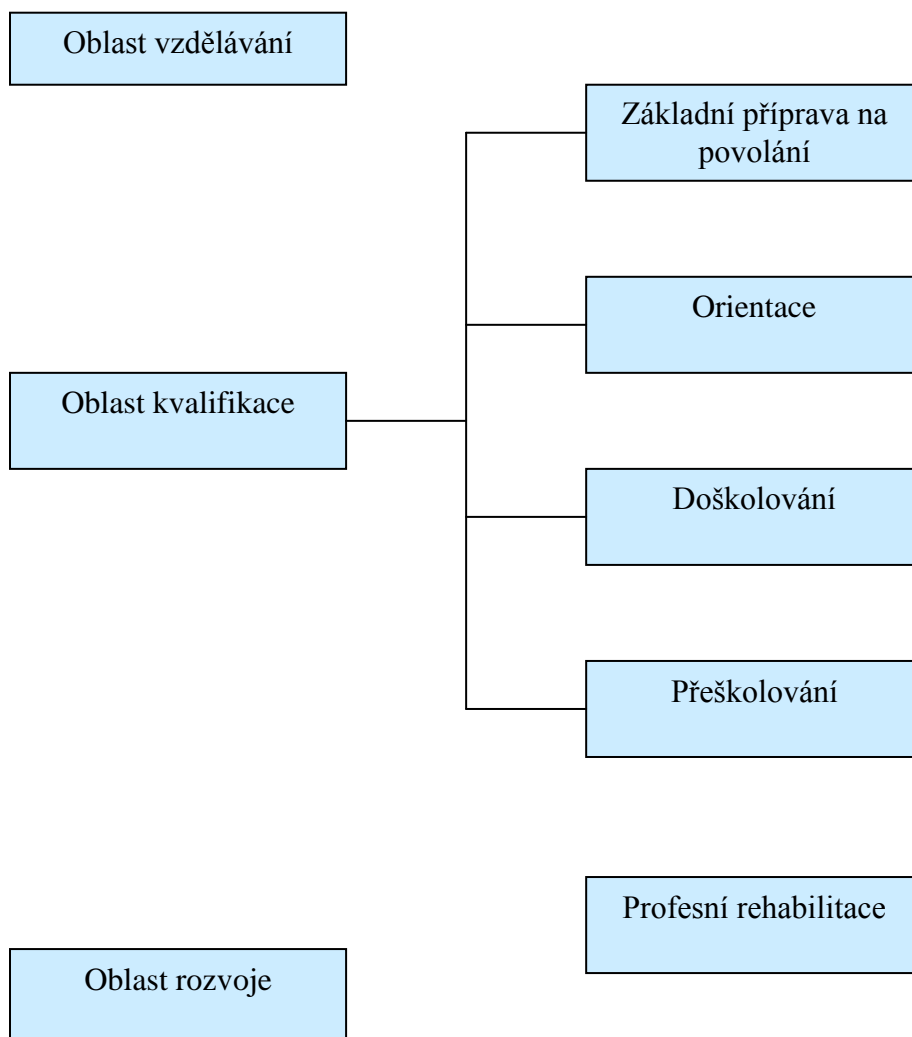 Oblast vzdělávání
Základní příprava na
povolání
Orientace
Oblast kvalifikace
Doškolování
Přeškolování
Profesní rehabilitace
Oblast rozvoje